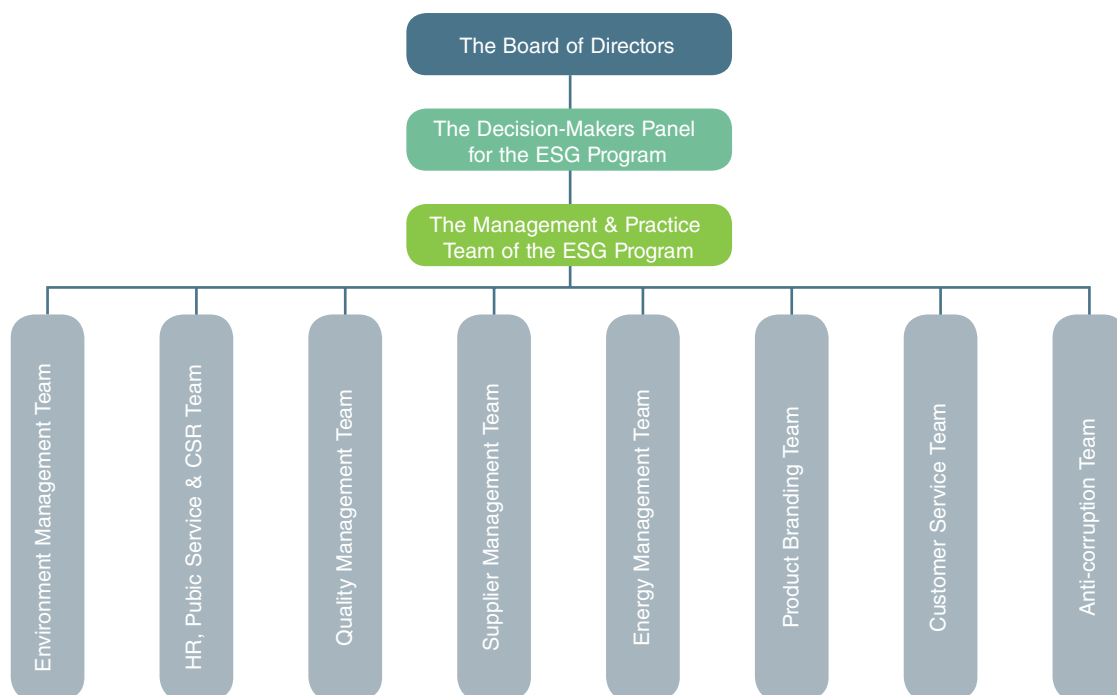 The Board of Directors
The Decision-Makers Panel
for the ESG Program
The Management & Practice
Team of the ESG Program
Environment Management Team
HR, Pubic Service & CSR Team
Quality Management Team
Supplier Management Team
Energy Management Team
Product Branding Team
Customer Service Team
Anti-corruption Team